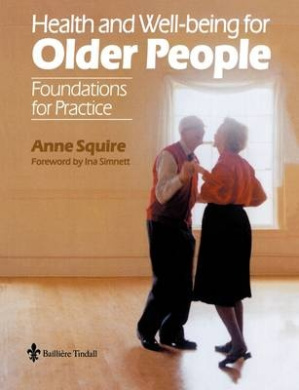 Health and Well-being for
Older People
Foundations
for Practice
Anne Squire
Foreword by Ina Simnett
Baillière Tindall